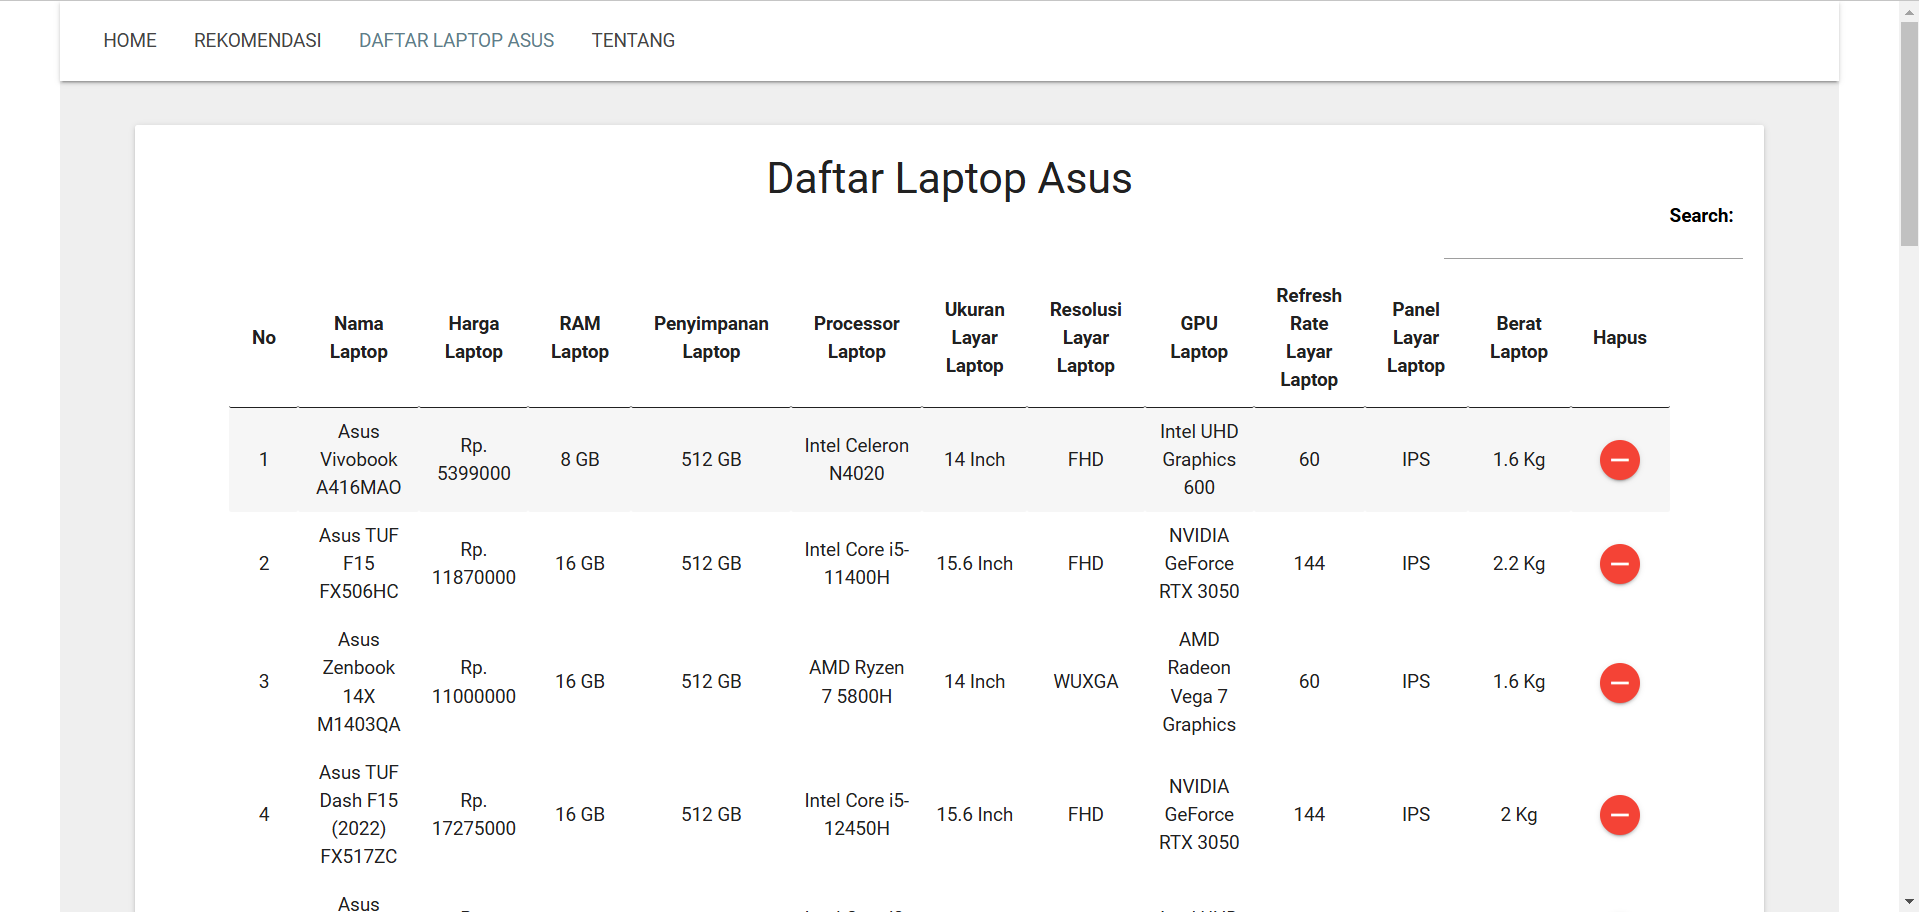 HOME REKOMENDASI DAFTAR LAPTOP ASUS TENTANG
Daftar Laptop Asus
Search:
No
Nama
Laptop
Harga
Laptop
RAM
Laptop
Penyimpanan
Laptop
Processor
Laptop
Ukuran
Layar
Laptop
Resolusi
Layar
Laptop
GPU
Laptop
Refresh
Rate
Layar
Laptop
Panel
Layar
Laptop
Berat
Laptop
Hapus
1
Asus
Vivobook
A416MAO
Rp.
5399000
8 GB
512 GB
Intel Celeron
N4020
14 Inch
FHD
Intel UHD
Graphics
600
60
IPS
1.6 Kg
2
Asus TUF
F15
FX506HC
Rp.
11870000
16 GB
512 GB
Intel Core i5-
11400H
15.6 Inch
FHD
NVIDIA
GeForce
RTX 3050
144
IPS
2.2 Kg
3
Asus
Zenbook
14X
M1403QA
Rp.
11000000
16 GB
512 GB
AMD Ryzen
7 5800H
14 Inch
WUXGA
AMD
Radeon
Vega 7
Graphics
60
IPS
1.6 Kg
4
Asus TUF
Dash F15
(2022)
FX517ZC
Rp.
17275000
16 GB
512 GB
Intel Core i5-
12450H
15.6 Inch
FHD
NVIDIA
GeForce
RTX 3050
144
IPS
2 Kg
Asus